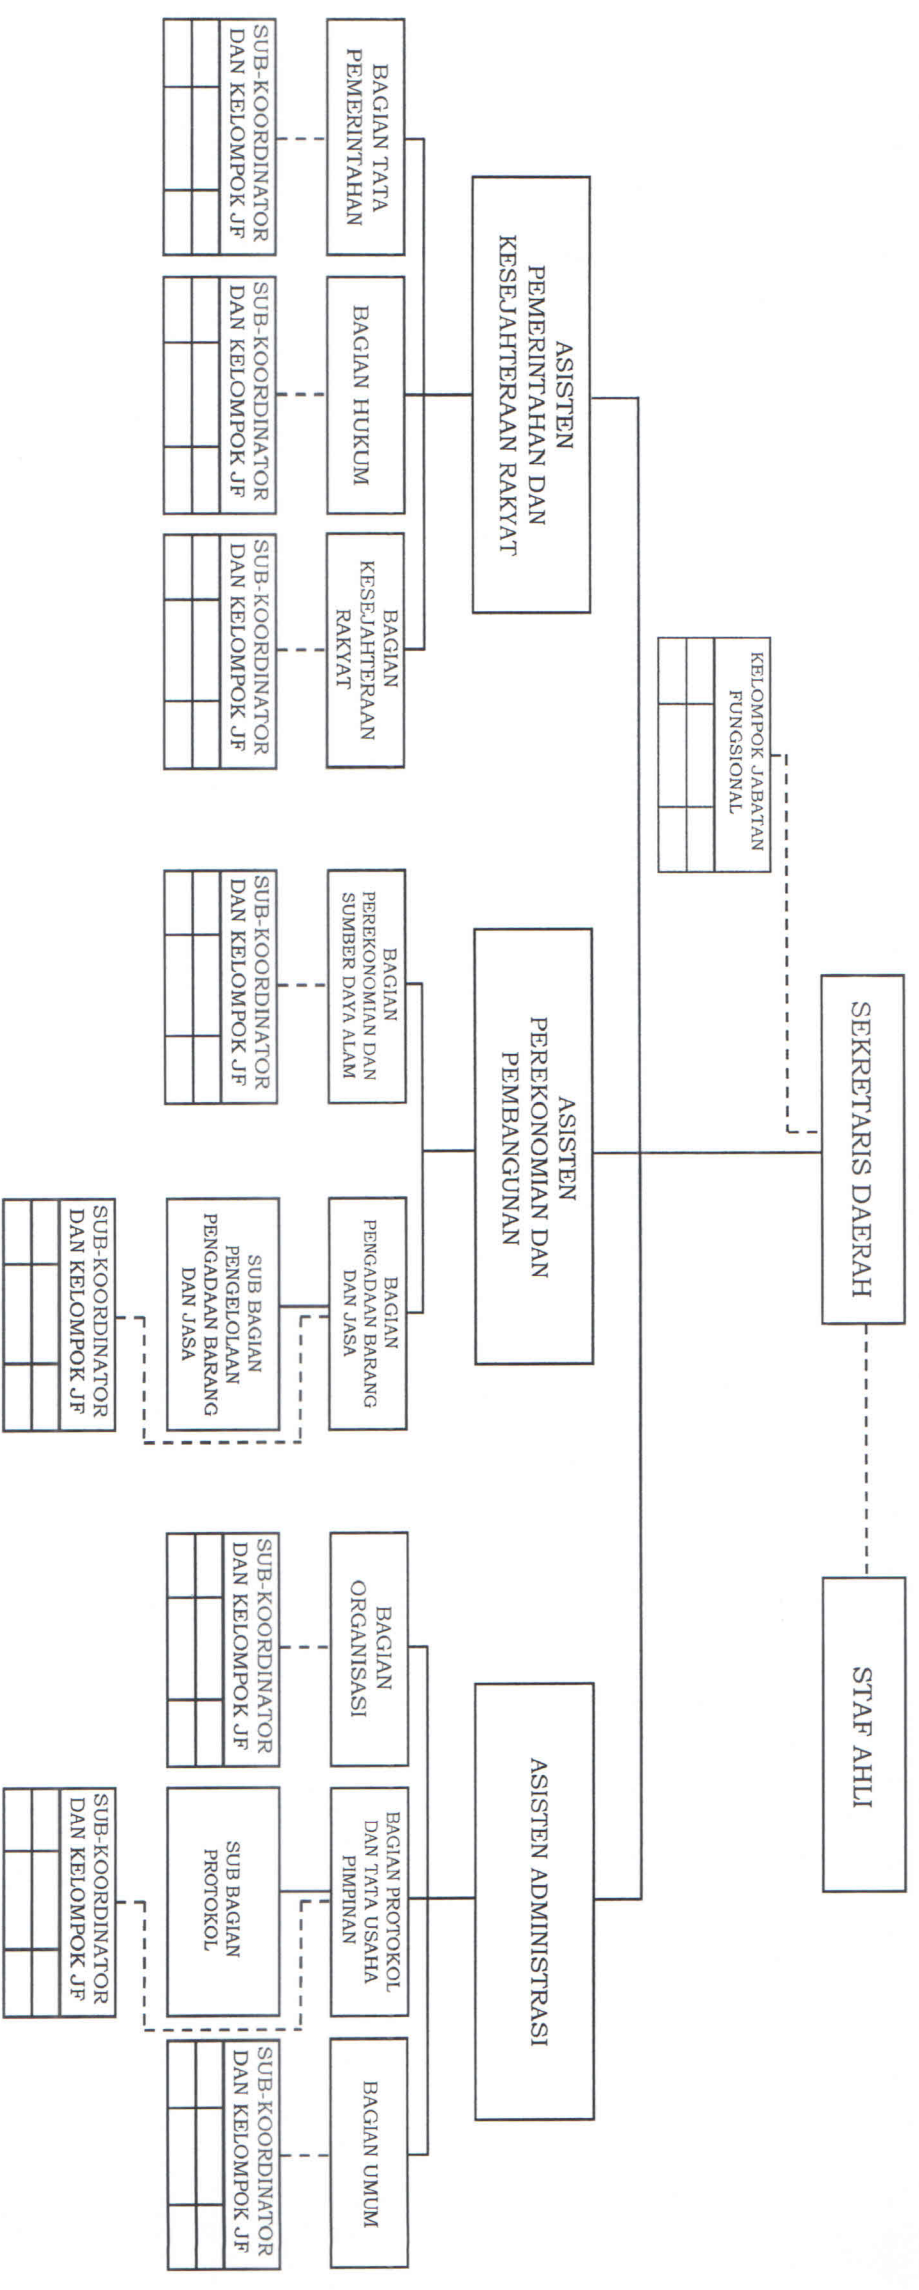 SEKRETARIS DAERAH
STAF AHLI
KELOMPOK JABATAN
FUNGSIONAL
ASISTEN
PEMERINTAHAN DAN
KESEJAHTERAAN RAKYAT
ASISTEN
PEREKONOMIAN DAN
PEMBANGUNAN
ASISTEN ADMINISTRASI
BAGIAN TATA
PEMERINTAHAN
BAGIAN HUKUM
BAGIAN
KESEJAHTERAAN
RAKYAT
BAGIAN
PEREKONOMIAN DAN
SUMBER DAYA ALAM
BAGIAN
PENGADAAN BARANG
DAN JASA
BAGIAN
ORGANISASI
BAGIAN PROTOKOL
DAN TATA USAHA
PIMPINAN
BAGIAN UMUM
SUB-KOORDINATOR
DAN KELOMPOK JF
SUB-KOORDINATOR
DAN KELOMPOK JF
SUB-KOORDINATOR
DAN KELOMPOK JF
SUB-KOORDINATOR
DAN KELOMPOK JF
SUB BAGIAN
PENGELOLAAN
PENGADAAN BARANG
DAN JASA
SUB-KOORDINATOR
DAN KELOMPOK JF
SUB BAGIAN
PROTOKOL
SUB-KOORDINATOR
DAN KELOMPOK JF
SUB-KOORDINATOR
DAN KELOMPOK JF
SUB-KOORDINATOR
DAN KELOMPOK JF